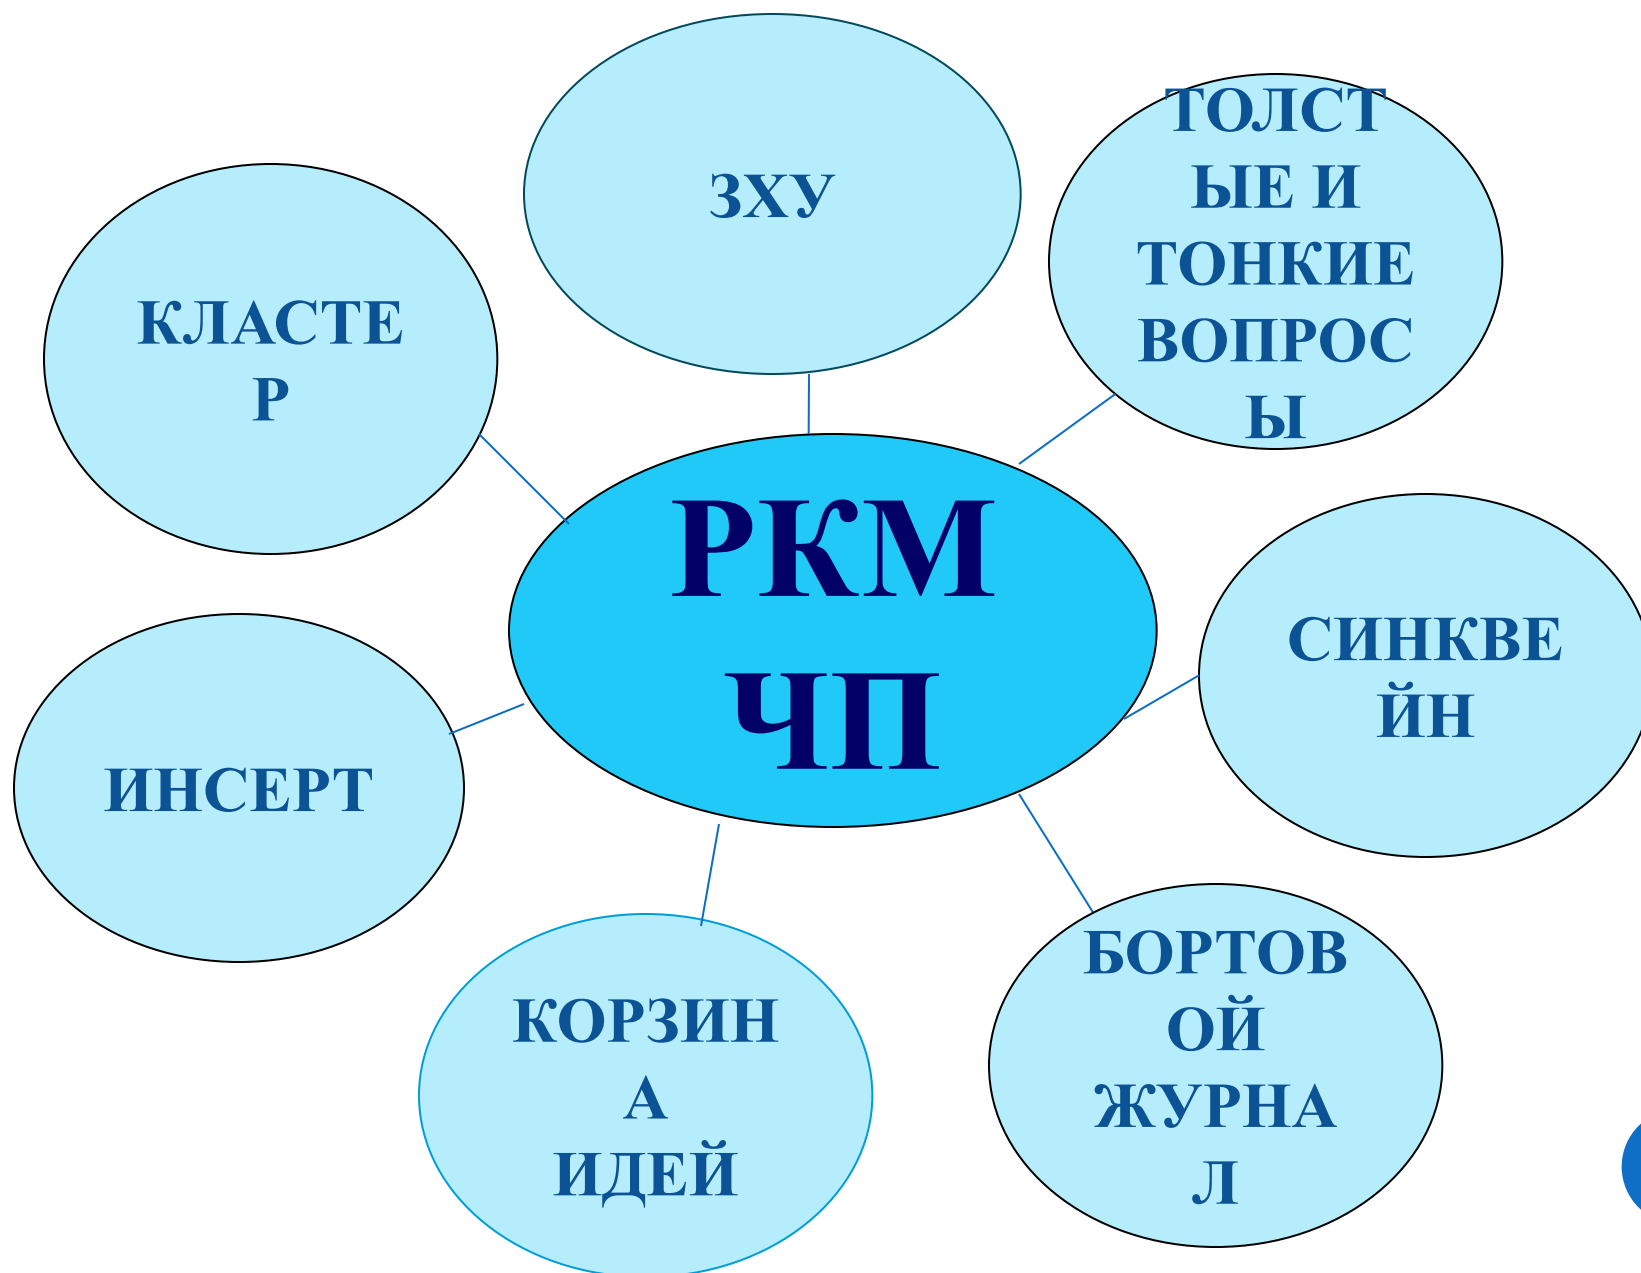 ЗХУ
ТОЛСТ
ЫЕ И
ТОНКИЕ
ВОПРОС
Ы
КЛАСТЕ
Р
РКМ
ЧП
СИНКВЕ
ЙН
ИНСЕРТ
БОРТОВ
ОЙ
ЖУРНА
Л
КОРЗИН
А
ИДЕЙ